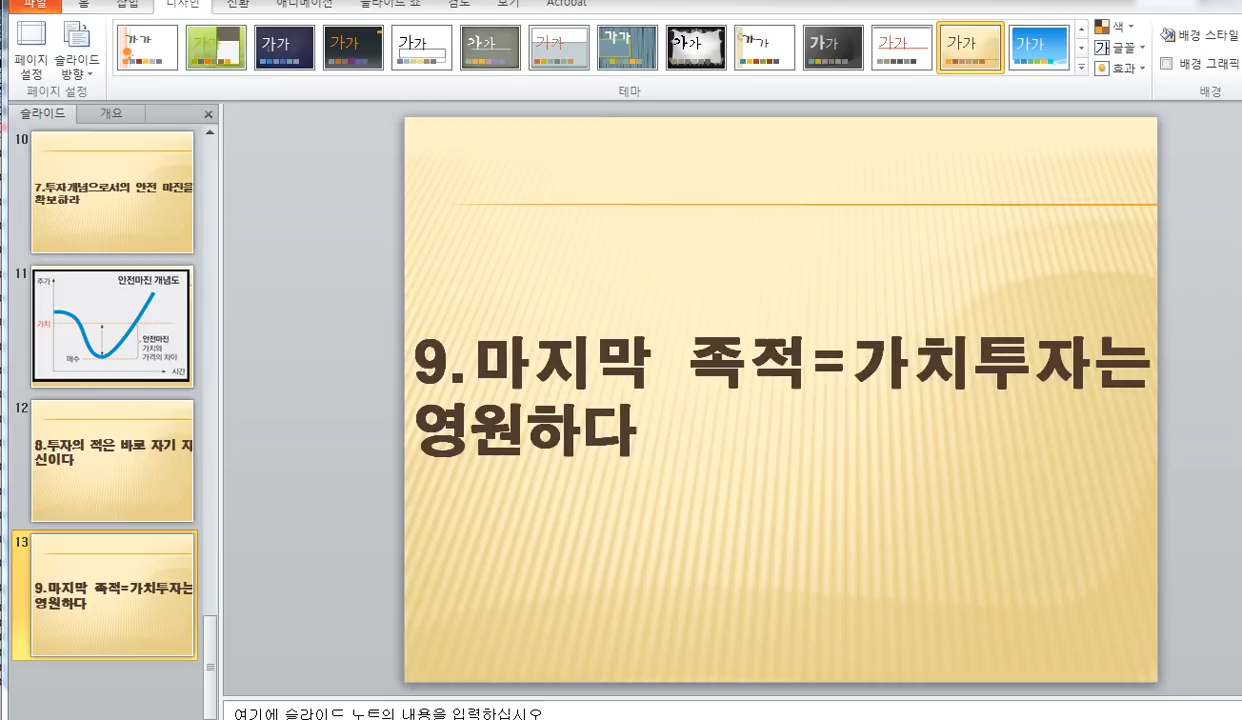 파일 홈 삽입 디자인 전환 애니메이션 슬라이드 쇼 검토 보기 Acrobat
페이지 설정
슬라이드 방향
페이지 설정
가가 가가 가가 가가 가가 가가 가가 가가 가가 가가 가가 가가 가가 가가
테마
색
글꼴
효과
배경 스타일
배경 그래픽
배경
슬라이드 개요
10
7.투자개념으로서의 안전 마진을
확보하라
11
안전마진 개념도
주가
가치
매수
안전마진
가치와
가격의 차이
시간
12
8.투자의 적은 바로 자기 자
신이다
13
9.마지막 족적=가치투자는
영원하다
9.마지막 족적=가치투자는
영원하다
여기에 슬라이드 노트의 내용을 입력하십시오